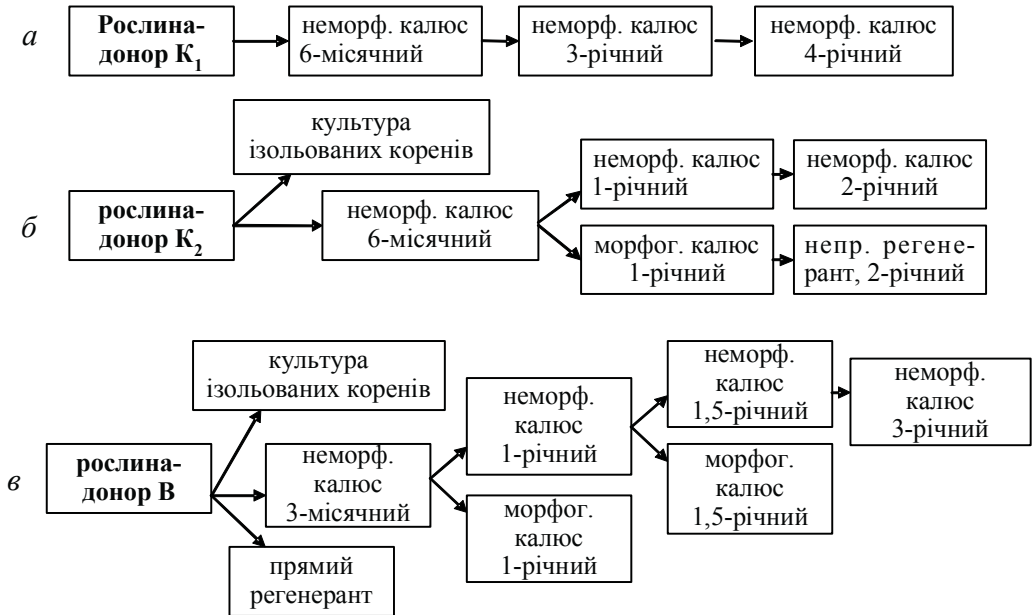 а
Рослина-
донор К1
неморф. калюс
6-місячний
неморф. калюс
3-річний
неморф. калюс
4-річний
б
рослина-
донор К2
культура
ізольованих коренів
неморф. калюс
6-місячний
неморф. калюс
1-річний
неморф. калюс
2-річний
морфог. калюс
1-річний
непр. регене-
рант, 2-річний
в
рослина-
донор В
культура
ізольованих коренів
неморф.
калюс
3-місячний
прямий
регенерант
неморф.
калюс
1-річний
морфог.
калюс
1-річний
неморф.
калюс
1,5-річний
морфог.
калюс
1,5-річний
неморф.
калюс
3-річний